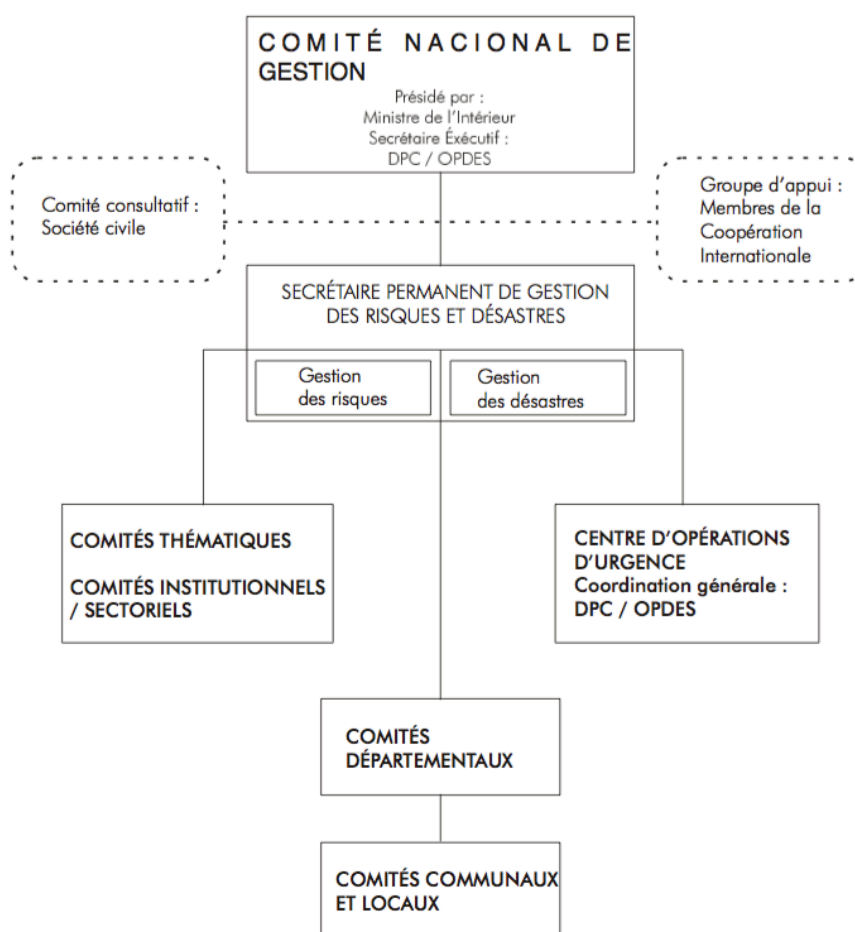 COMITÉ NACIONAL DE
GESTION
Présidé par :
Ministre de l'Intérieur
Secrétaire Éxécutif :
DPC / OPDES
Comité consultatif :
Société civile
Groupe d'appui :
Membres de la
Coopération
Internationale
SECRÉTAIRE PERMANENT DE GESTION
DES RISQUES ET DÉSASTRES
Gestion
des risques
Gestion
des désastres
COMITÉS THÉMATIQUES
COMITÉS INSTITUTIONNELS
/ SECTORIELS
CENTRE D'OPÉRATIONS
D'URGENCE
Coordination générale :
DPC / OPDES
COMITÉS
DÉPARTEMENTAUX
COMITÉS COMMUNAUX
ET LOCAUX